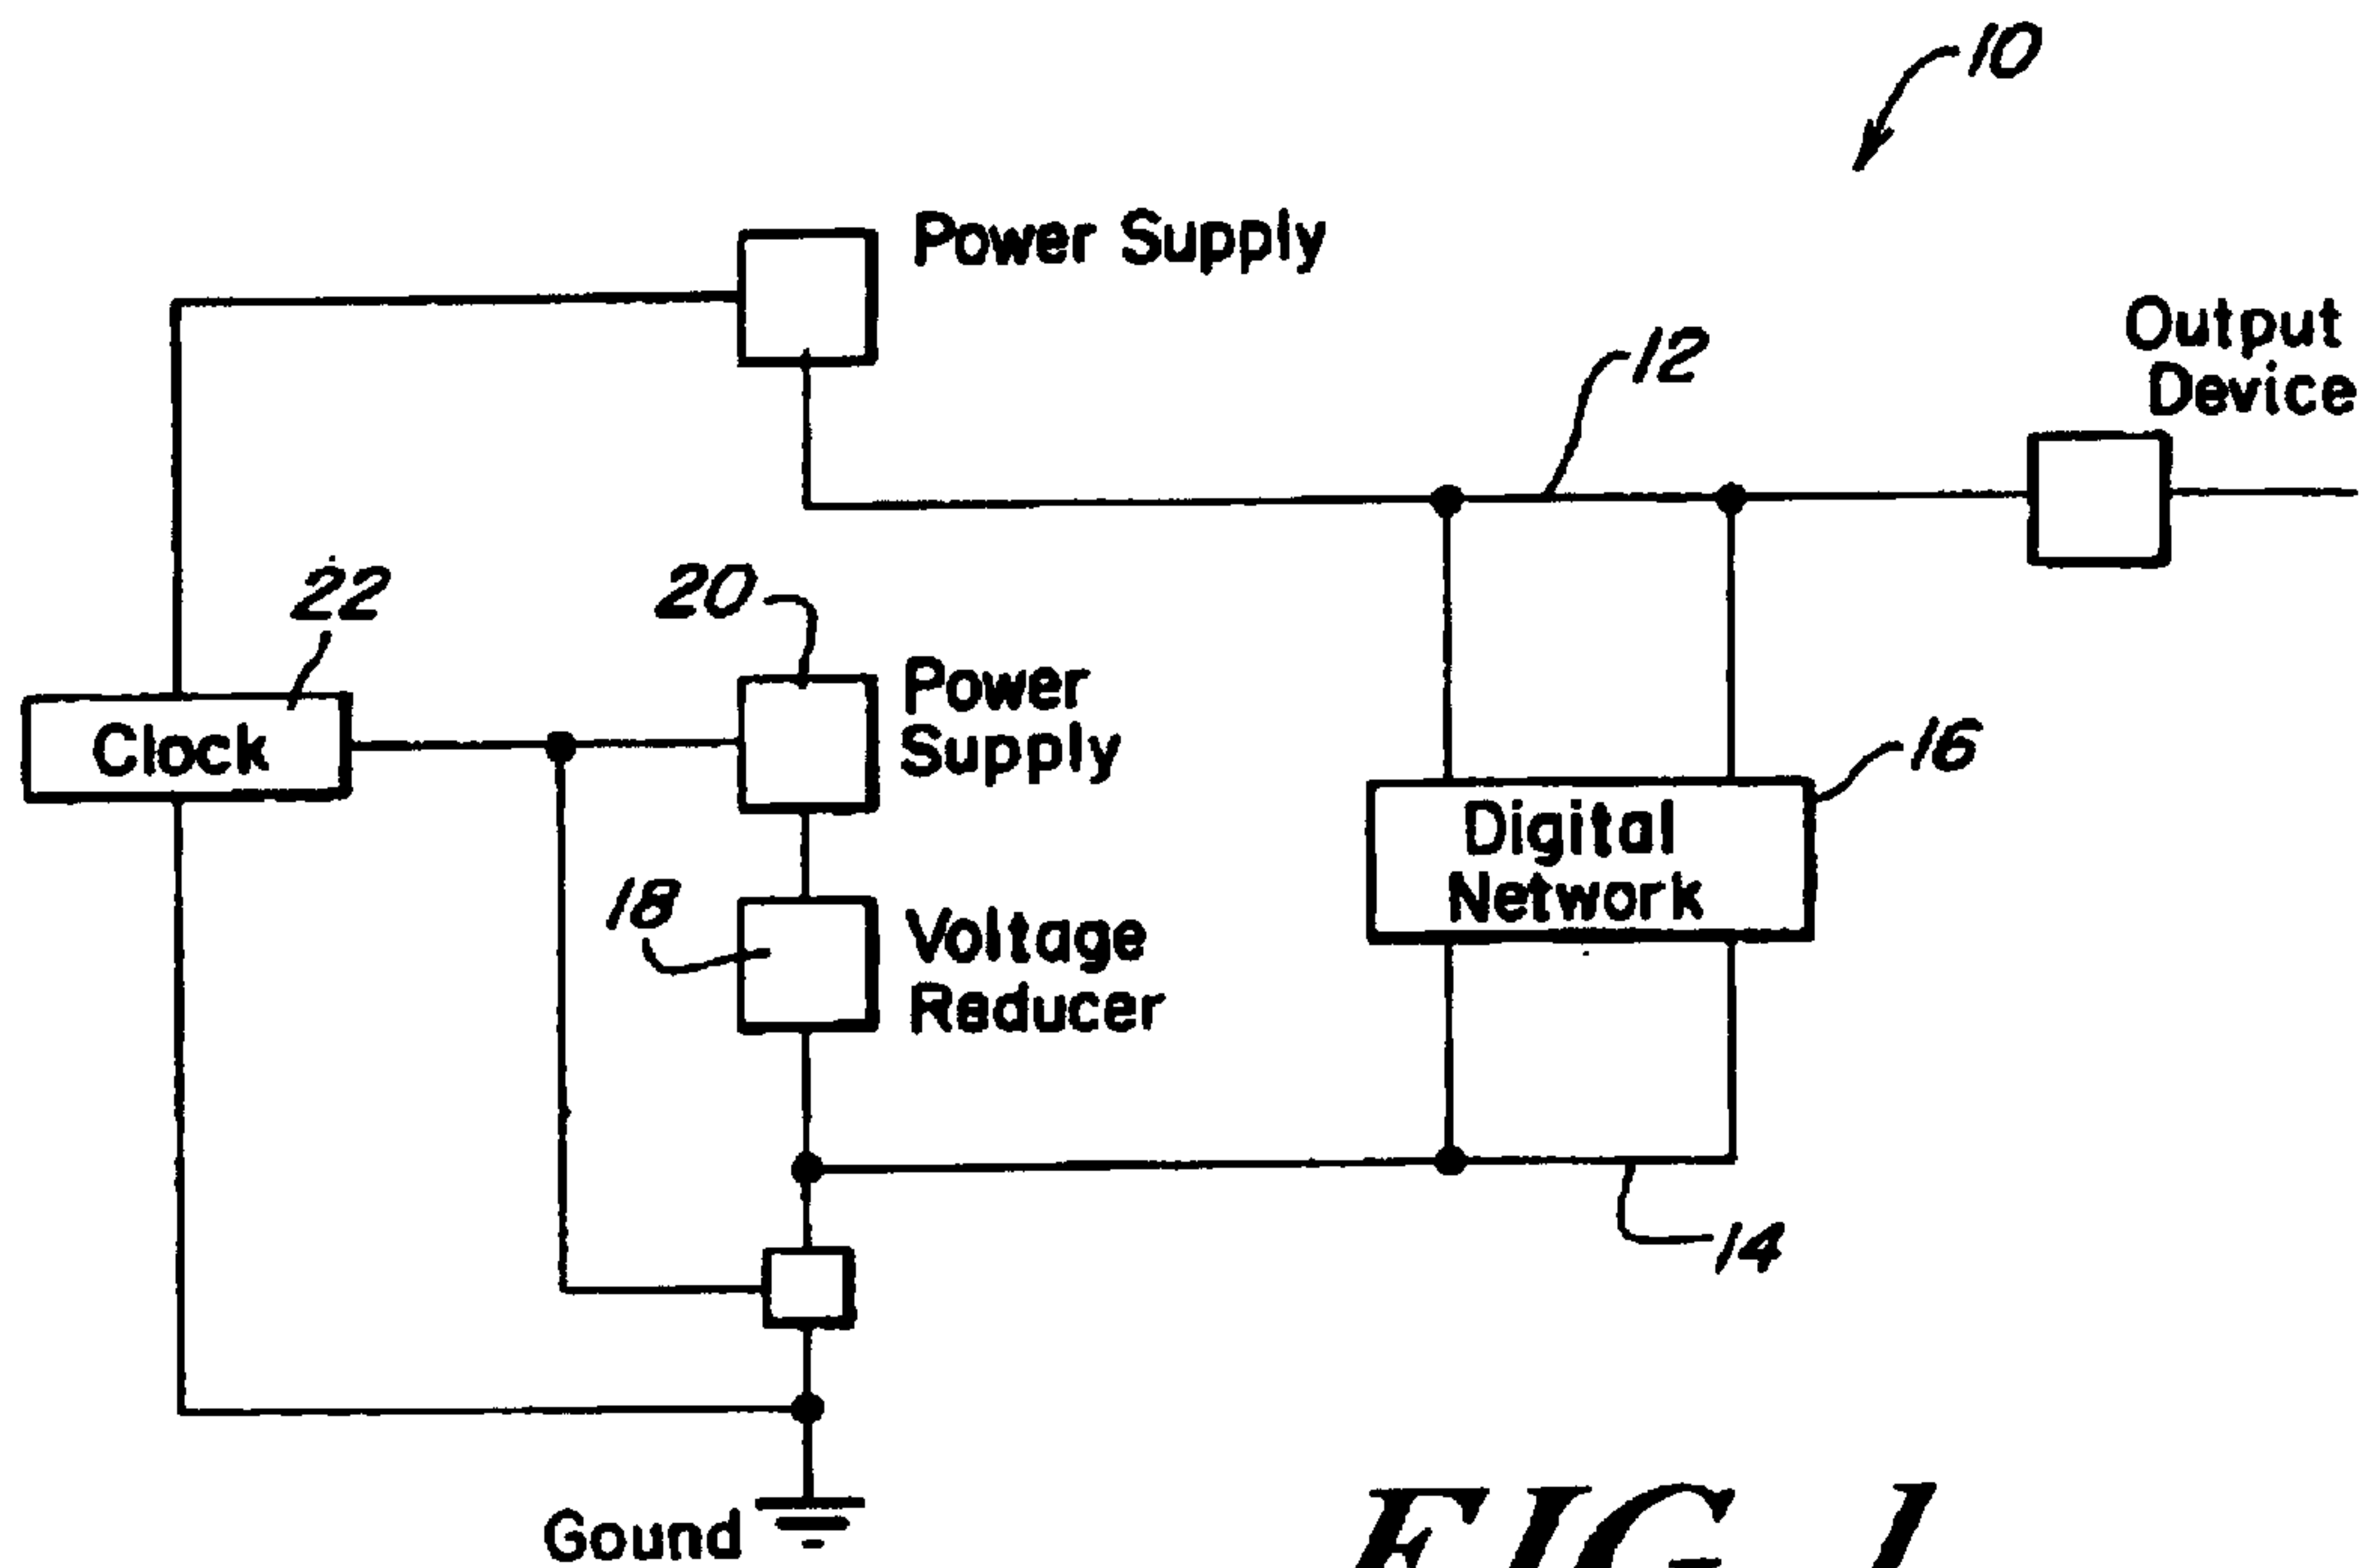 10
Power Supply
12
Output
Device
22
20
Power
Supply
Clock
16
Digital
Network
18
Voltage
Reducer
14
Gound
FIG. 1